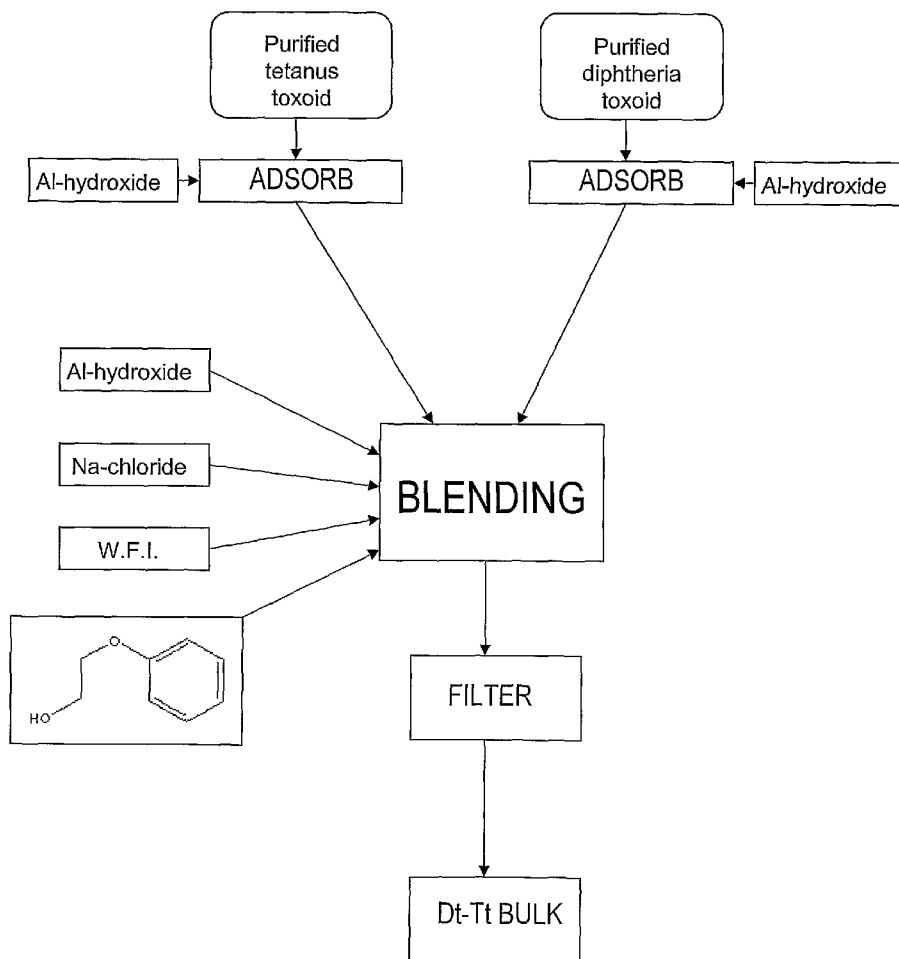 Purified
tetanus
toxoid
Purified
diphtheria
toxoid
Al-hydroxide
ADSORB
ADSORB
Al-hydroxide
Al-hydroxide
Na-chloride
W.F.I.
BLENDING
O
HO
FILTER
Dt-Tt BULK